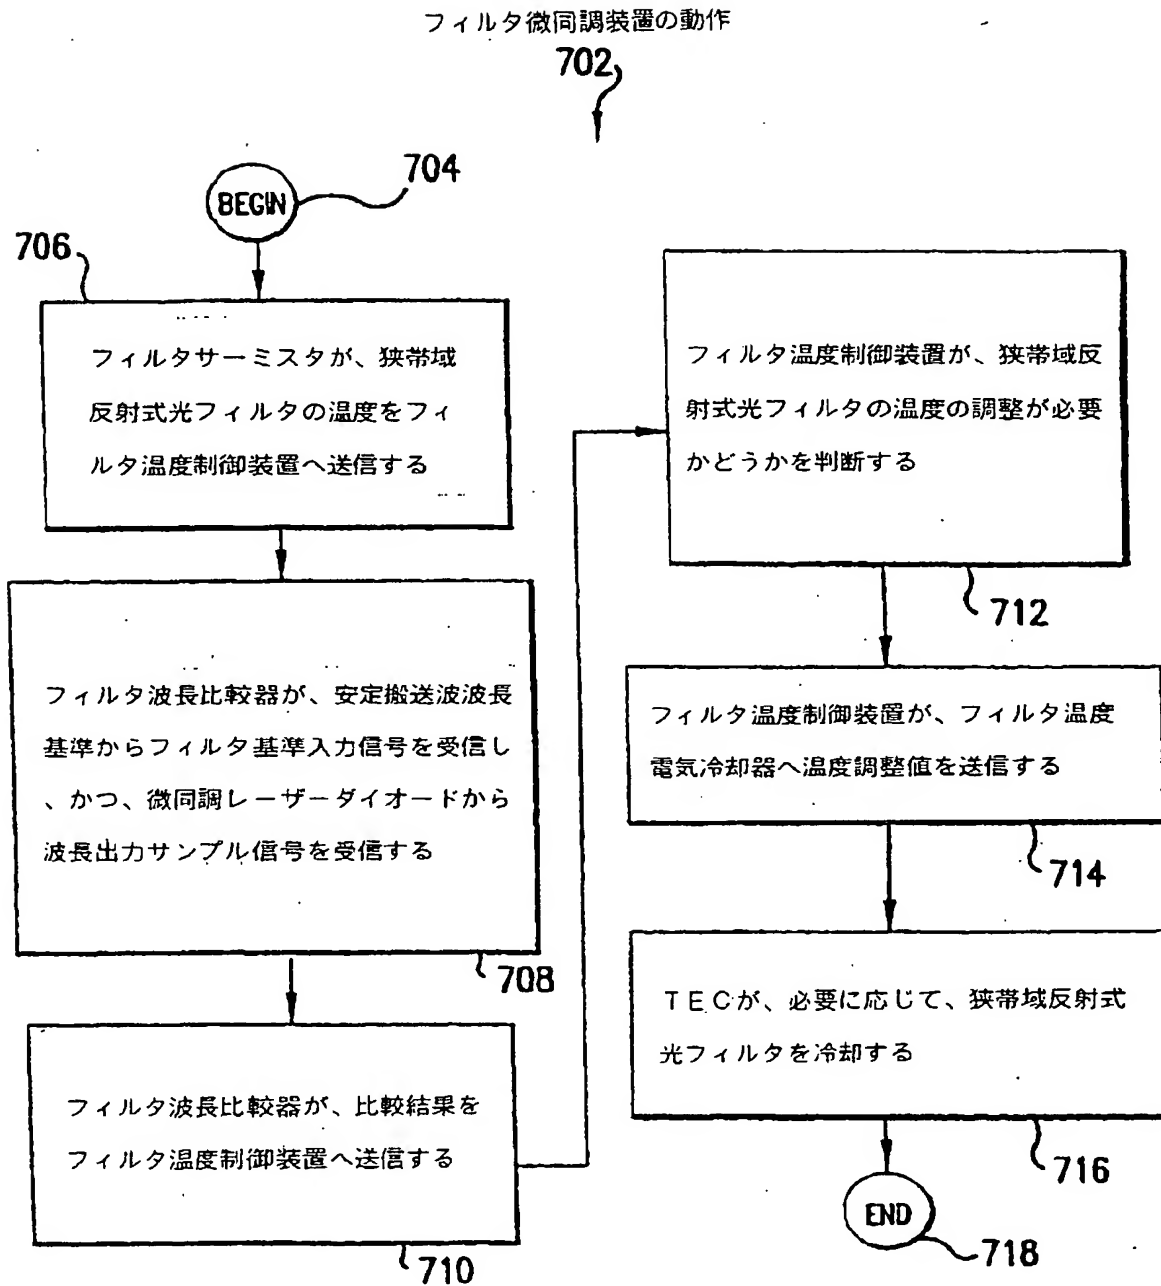 フィルタ微同調装置の動作
702
704
BEGIN
706
フィルタサーミスタが、狭帯域
反射式光フィルタの温度をフィ
ルタ温度制御装置へ送信する
フィルタ波長比較器が、安定搬送波波長
基準からフィルタ基準入力信号を受信し
、かつ、微同調レーザーダイオードから
波長出力サンプル信号を受信する
708
フィルタ波長比較器が、比較結果を
フィルタ温度制御装置へ送信する
710
フィルタ温度制御装置が、狭帯域反
射式光フィルタの温度の調整が必要
かどうかを判断する
712
フィルタ温度制御装置が、フィルタ温度
電気冷却器へ温度調整値を送信する
714
TECが、必要に応じて、狭帯域反射式
光フィルタを冷却する
716
END
718